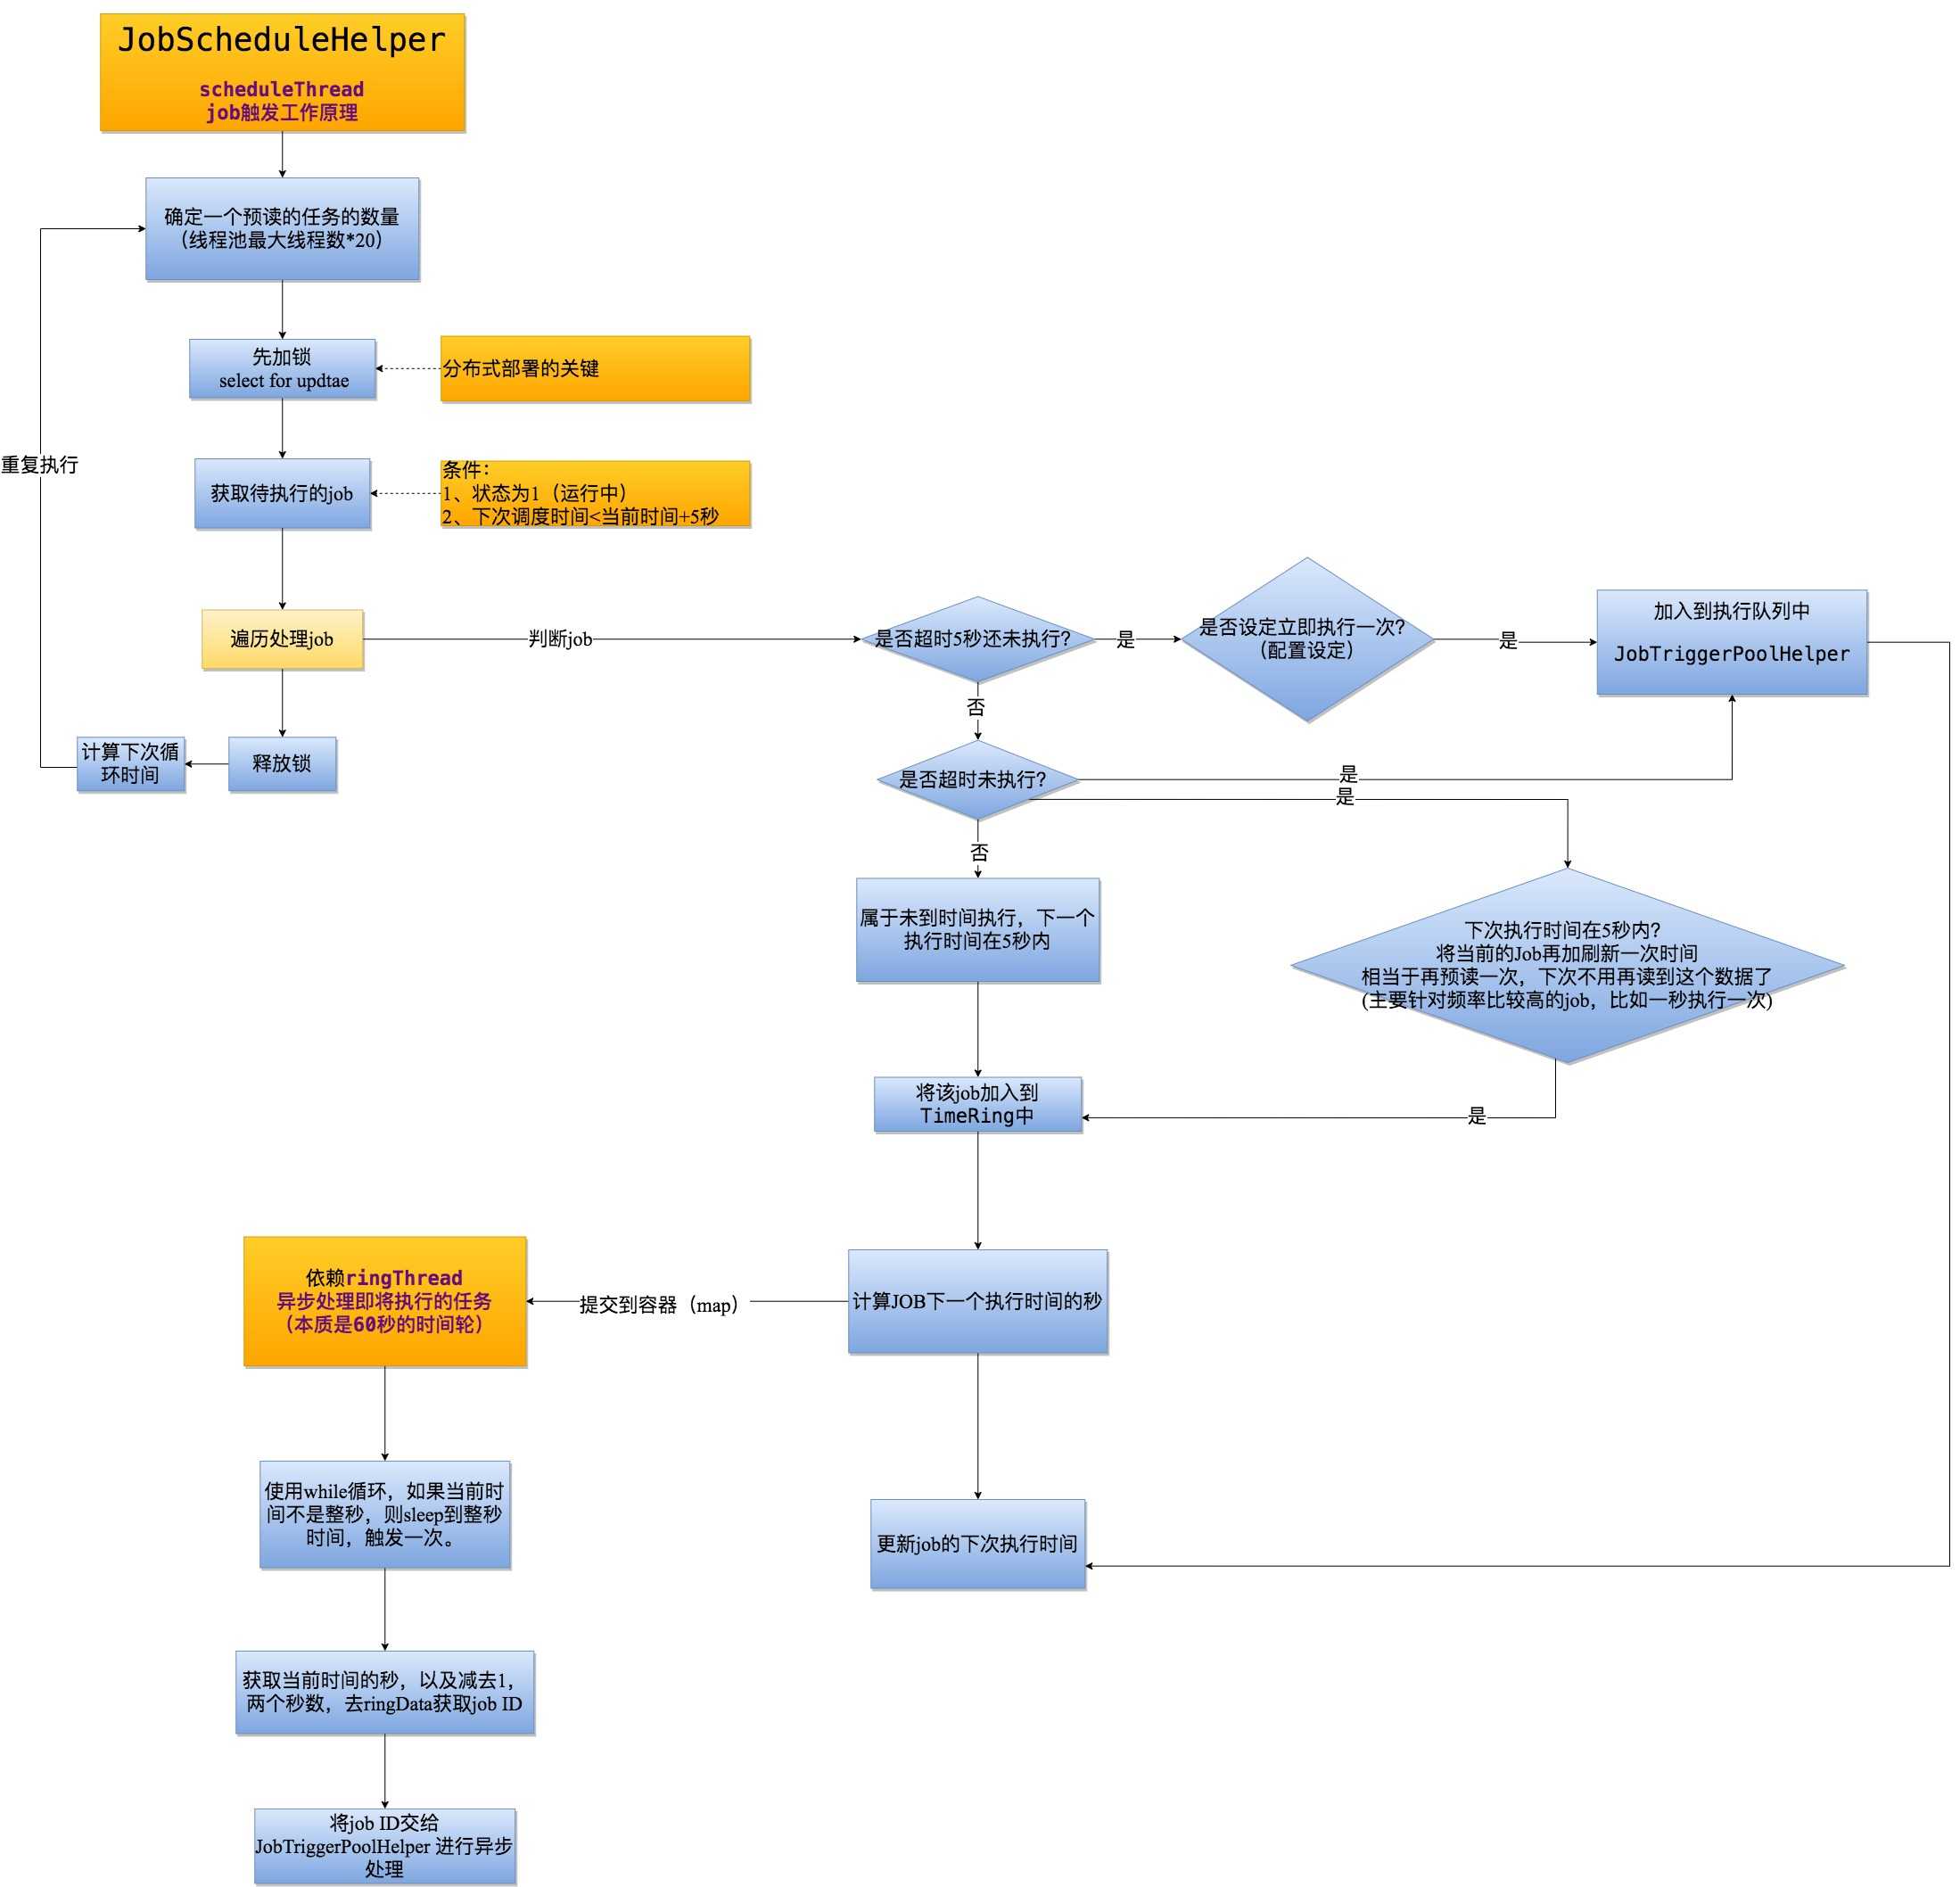 JobScheduleHelper
scheduleThread
job触发工作原理
确定一个预读的任务的数量
（线程池最大线程数*20）
先加锁
select for updtae
分布式部署的关键
重复执行
获取待执行的job
条件：
1、状态为1（运行中）
2、下次调度时间<当前时间+5秒
遍历处理job
判断job
是否超时5秒还未执行？
是
是否设定立即执行一次？
（配置设定）
是
加入到执行队列中
JobTriggerPoolHelper
否
计算下次循
环时间
释放锁
是否超时未执行？
是
是
否
属于未到时间执行，下一个
执行时间在5秒内
下次执行时间在5秒内？
将当前的Job再加刷新一次时间
相当于再预读一次，下次不用再读到这个数据了
(主要针对频率比较高的job，比如一秒执行一次)
将该job加入到
TimeRing中
是
依赖ringThread
异步处理即将执行的任务
（本质是60秒的时间轮）
提交到容器（map）
计算JOB下一个执行时间的秒
使用while循环，如果当前时
间不是整秒，则sleep到整秒
时间，触发一次。
更新job的下次执行时间
获取当前时间的秒，以及减去1，
两个秒数，去ringData获取job ID
将job ID交给
JobTriggerPoolHelper 进行异步
处理